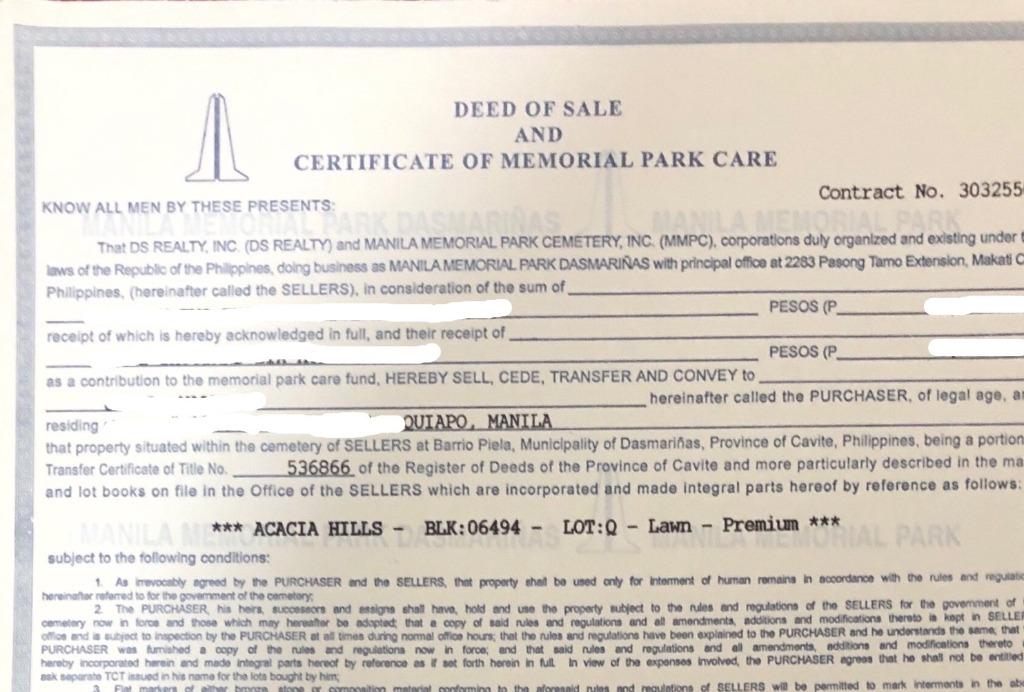 DEED OF SALE
AND
CERTIFICATE OF MEMORIAL PARK CARE
Contract No. 303255
KNOW ALL MEN BY THESE PRESENTS:
MANILA MEMORIAL PARK DASMARIÑAS MANILA MEMORIAL PARK
That DS REALTY, INC. (DS REALTY) and MANILA MEMORIAL PARK CEMETERY, INC. (MMPC), corporations duly organized and existing under
laws of the Republic of the Philippines, doing business as MANILA MEMORIAL PARK DASMARIÑAS with principal office at 2283 Pasong Tamo Extension, Makati
Philippines, (hereinafter called the SELLERS), in consideration of the sum of
PESOS (P
receipt of which is hereby acknowledged in full, and their receipt of
PESOS (P
as a contribution to the memorial park care fund, HEREBY SELL, CEDE, TRANSFER AND CONVEY to
hereinafter called the PURCHASER, of legal age,
residing QUIAPO, MANILA
that property situated within the cemetery of SELLERS at Barrio Piela, Municipality of Dasmariñas, Province of Cavite, Philippines, being a portion
Transfer Certificate of Title No. 536866 of the Register of Deeds of the Province of Cavite and more particularly described in the
and lot books on file in the Office of the SELLERS which are incorporated and made integral parts hereof by reference as follows:
*** ACACIA HILLS - BLK:06494 - LOT:Q - Lawn - Premium ***
MANILA MEMORIAL PARK DASMARIÑAS MANILA MEMORIAL PARK
subject to the following conditions:
1. As irrevocably agreed by the PURCHASER and the SELLERS, that property shall be used only for interment of human remains in accordance with the rules and
hereinafter referred to for the government of the cemetery;
2. The PURCHASER, his heirs, successors and assigns shall have, hold and use the property subject to the rules and regulations of the SELLERS for the government of
cemetery now in force and those which may hereafter be adopted; that a copy of said rules and regulations and all amendments, additions and modifications thereto is kept in
office and is subject to inspection by the PURCHASER at all times during normal office hours; that the rules and regulations have been explained to the PURCHASER and he understands the same; that
PURCHASER was furnished a copy of the rules and regulations now in force; and that said rules and regulations and all amendments, additions and modifications thereto
hereby incorporated herein and made integral parts hereof by reference as if set forth herein in full. In view of the expenses involved, the PURCHASER agrees that he shall not be entitled
ask separate TCT issued in his name for the lots bought by him;
3. Flat markers of either bronze, stone or composition material conforming to the aforesaid rules and regulations of SELLERS will be permitted to mark interments in the